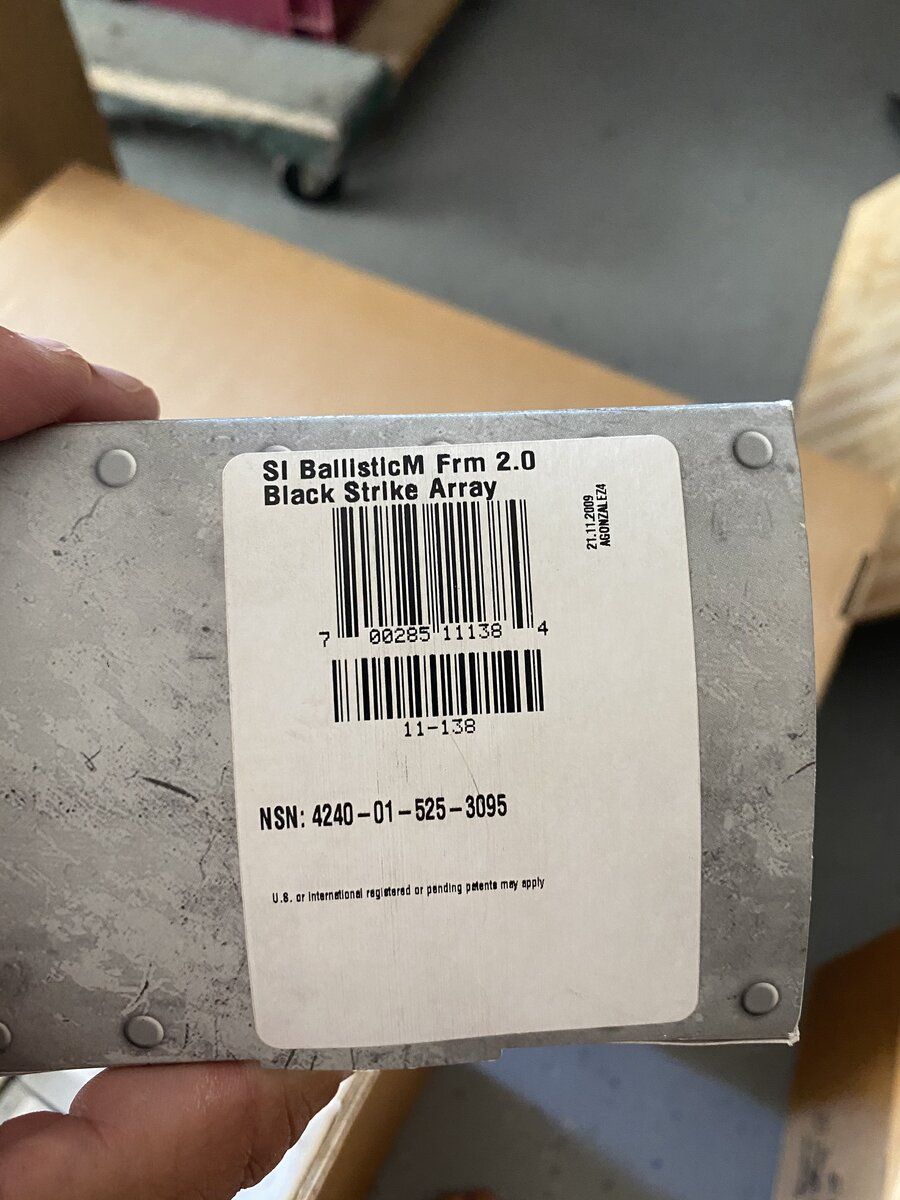 SI BallisticM Frm 2.0
Black Strike Array
21.11.2009
AGONZALEZ4
7 00285 11138 4
11-138
NSN: 4240-01-525-3095
U.S. or international registered or pending patents may apply